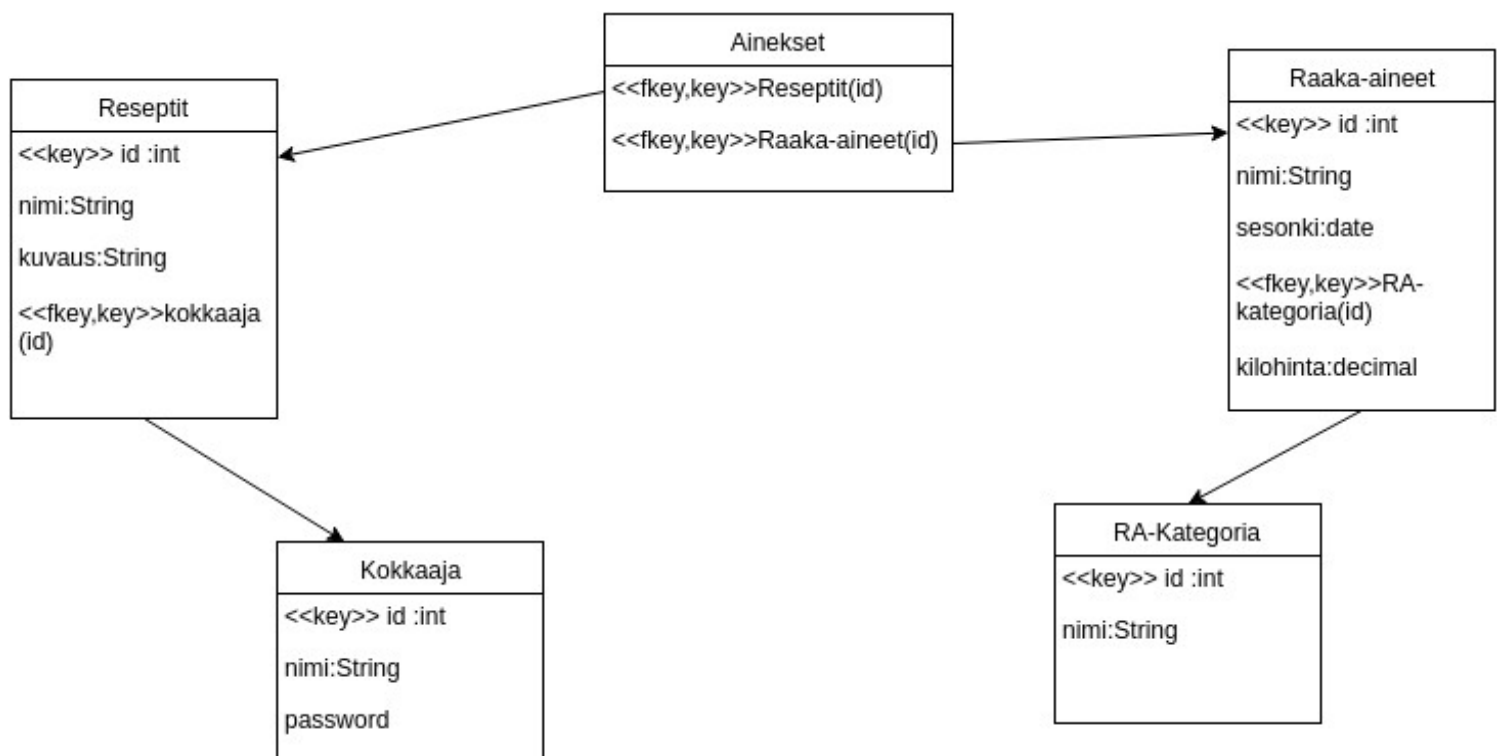 Ainekset
<<fkey,key>>Reseptit(id)
<<fkey,key>>Raaka-aineet(id)
Reseptit
<<key>> id :int
nimi:String
kuvaus:String
<<fkey,key>>kokkaaja
(id)
Raaka-aineet
<<key>> id :int
nimi:String
sesonki:date
<<fkey,key>>RA-
kategoria(id)
kilohinta:decimal
Kokkaaja
<<key>> id :int
nimi:String
password
RA-Kategoria
<<key>> id :int
nimi:String